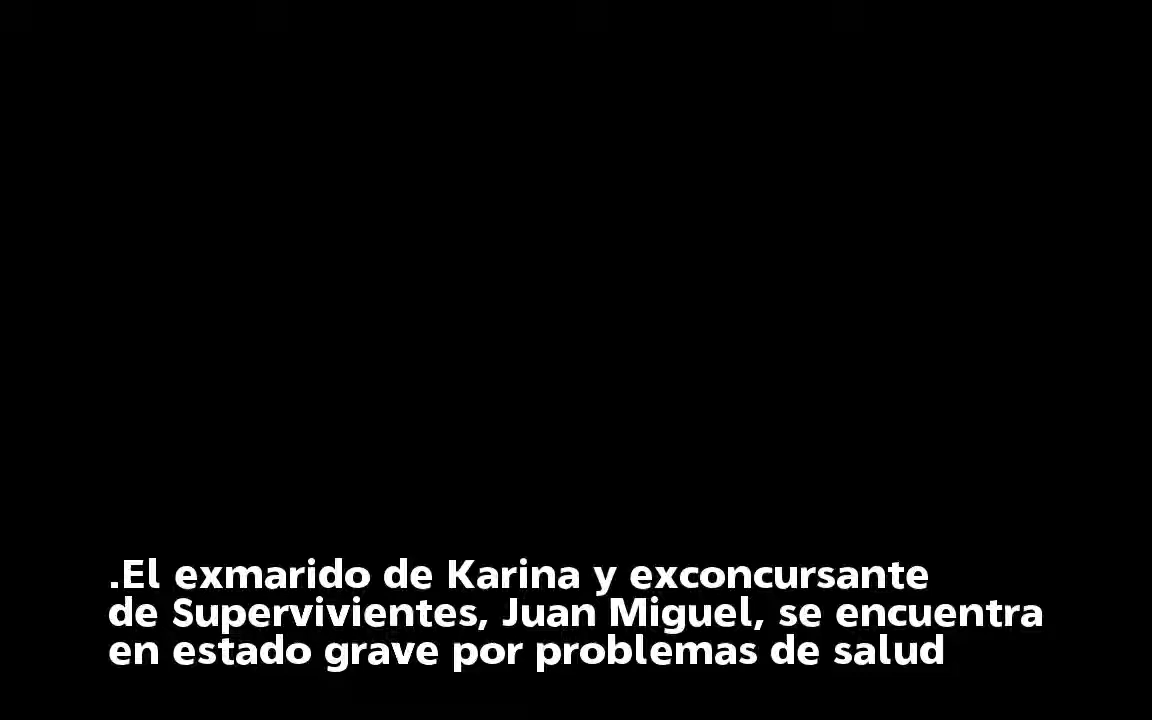 .El exmarido de Karina y exconcursante
de Supervivientes, Juan Miguel, se encuentra
en estado grave por problemas de salud